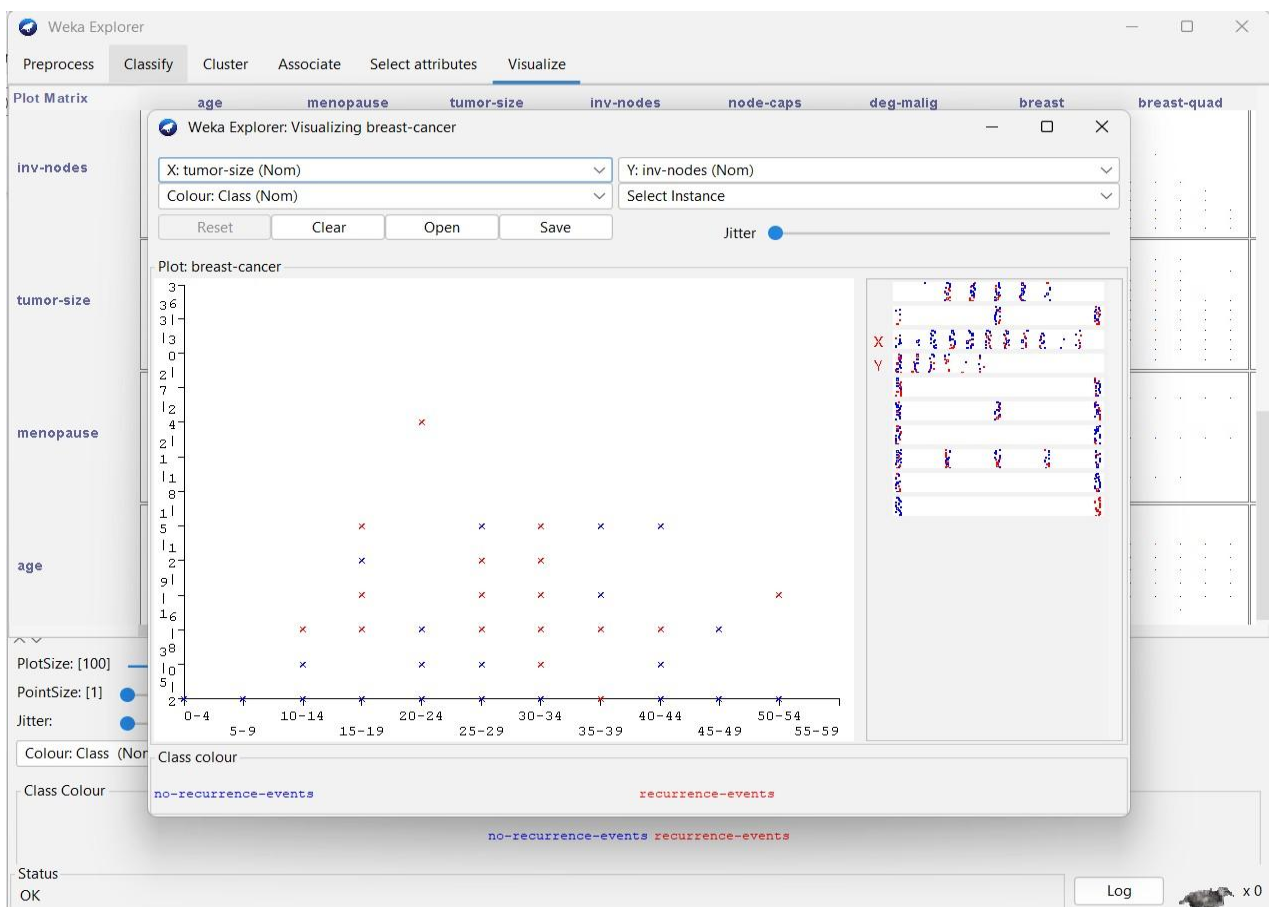 Weka Explorer
Preprocess Classify Cluster Associate Select attributes Visualize
Plot Matrix age menopause tumor-size inv-nodes node-caps deg-malig breast breast-quad
Weka Explorer: Visualizing breast-cancer
inv-nodes
tumor-size
menopause
age
X: tumor-size (Nom) Y: inv-nodes (Nom)
Colour: Class (Nom) Select Instance
Reset Clear Open Save Jitter
Plot: breast-cancer
X
Y
0-4 10-14 20-24 30-34 40-44 50-54
5-9 15-19 25-29 35-39 45-49 55-59
Class colour
no-recurrence-events recurrence-events
PlotSize: [100]
PointSize: [1]
Jitter:
Colour: Class (Nor
Class Colour
no-recurrence-events recurrence-events
Status
OK
Log x 0